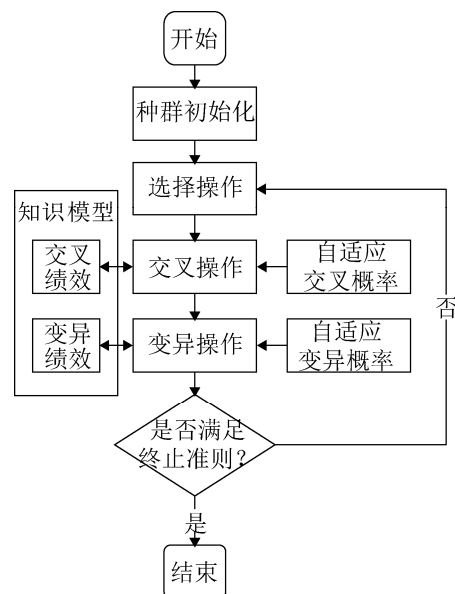 开始
种群初始化
选择操作
知识模型
交叉
绩效
交叉操作
自适应
交叉概率
否
变异
绩效
变异操作
自适应
变异概率
是否满足
终止准则?
是
结束